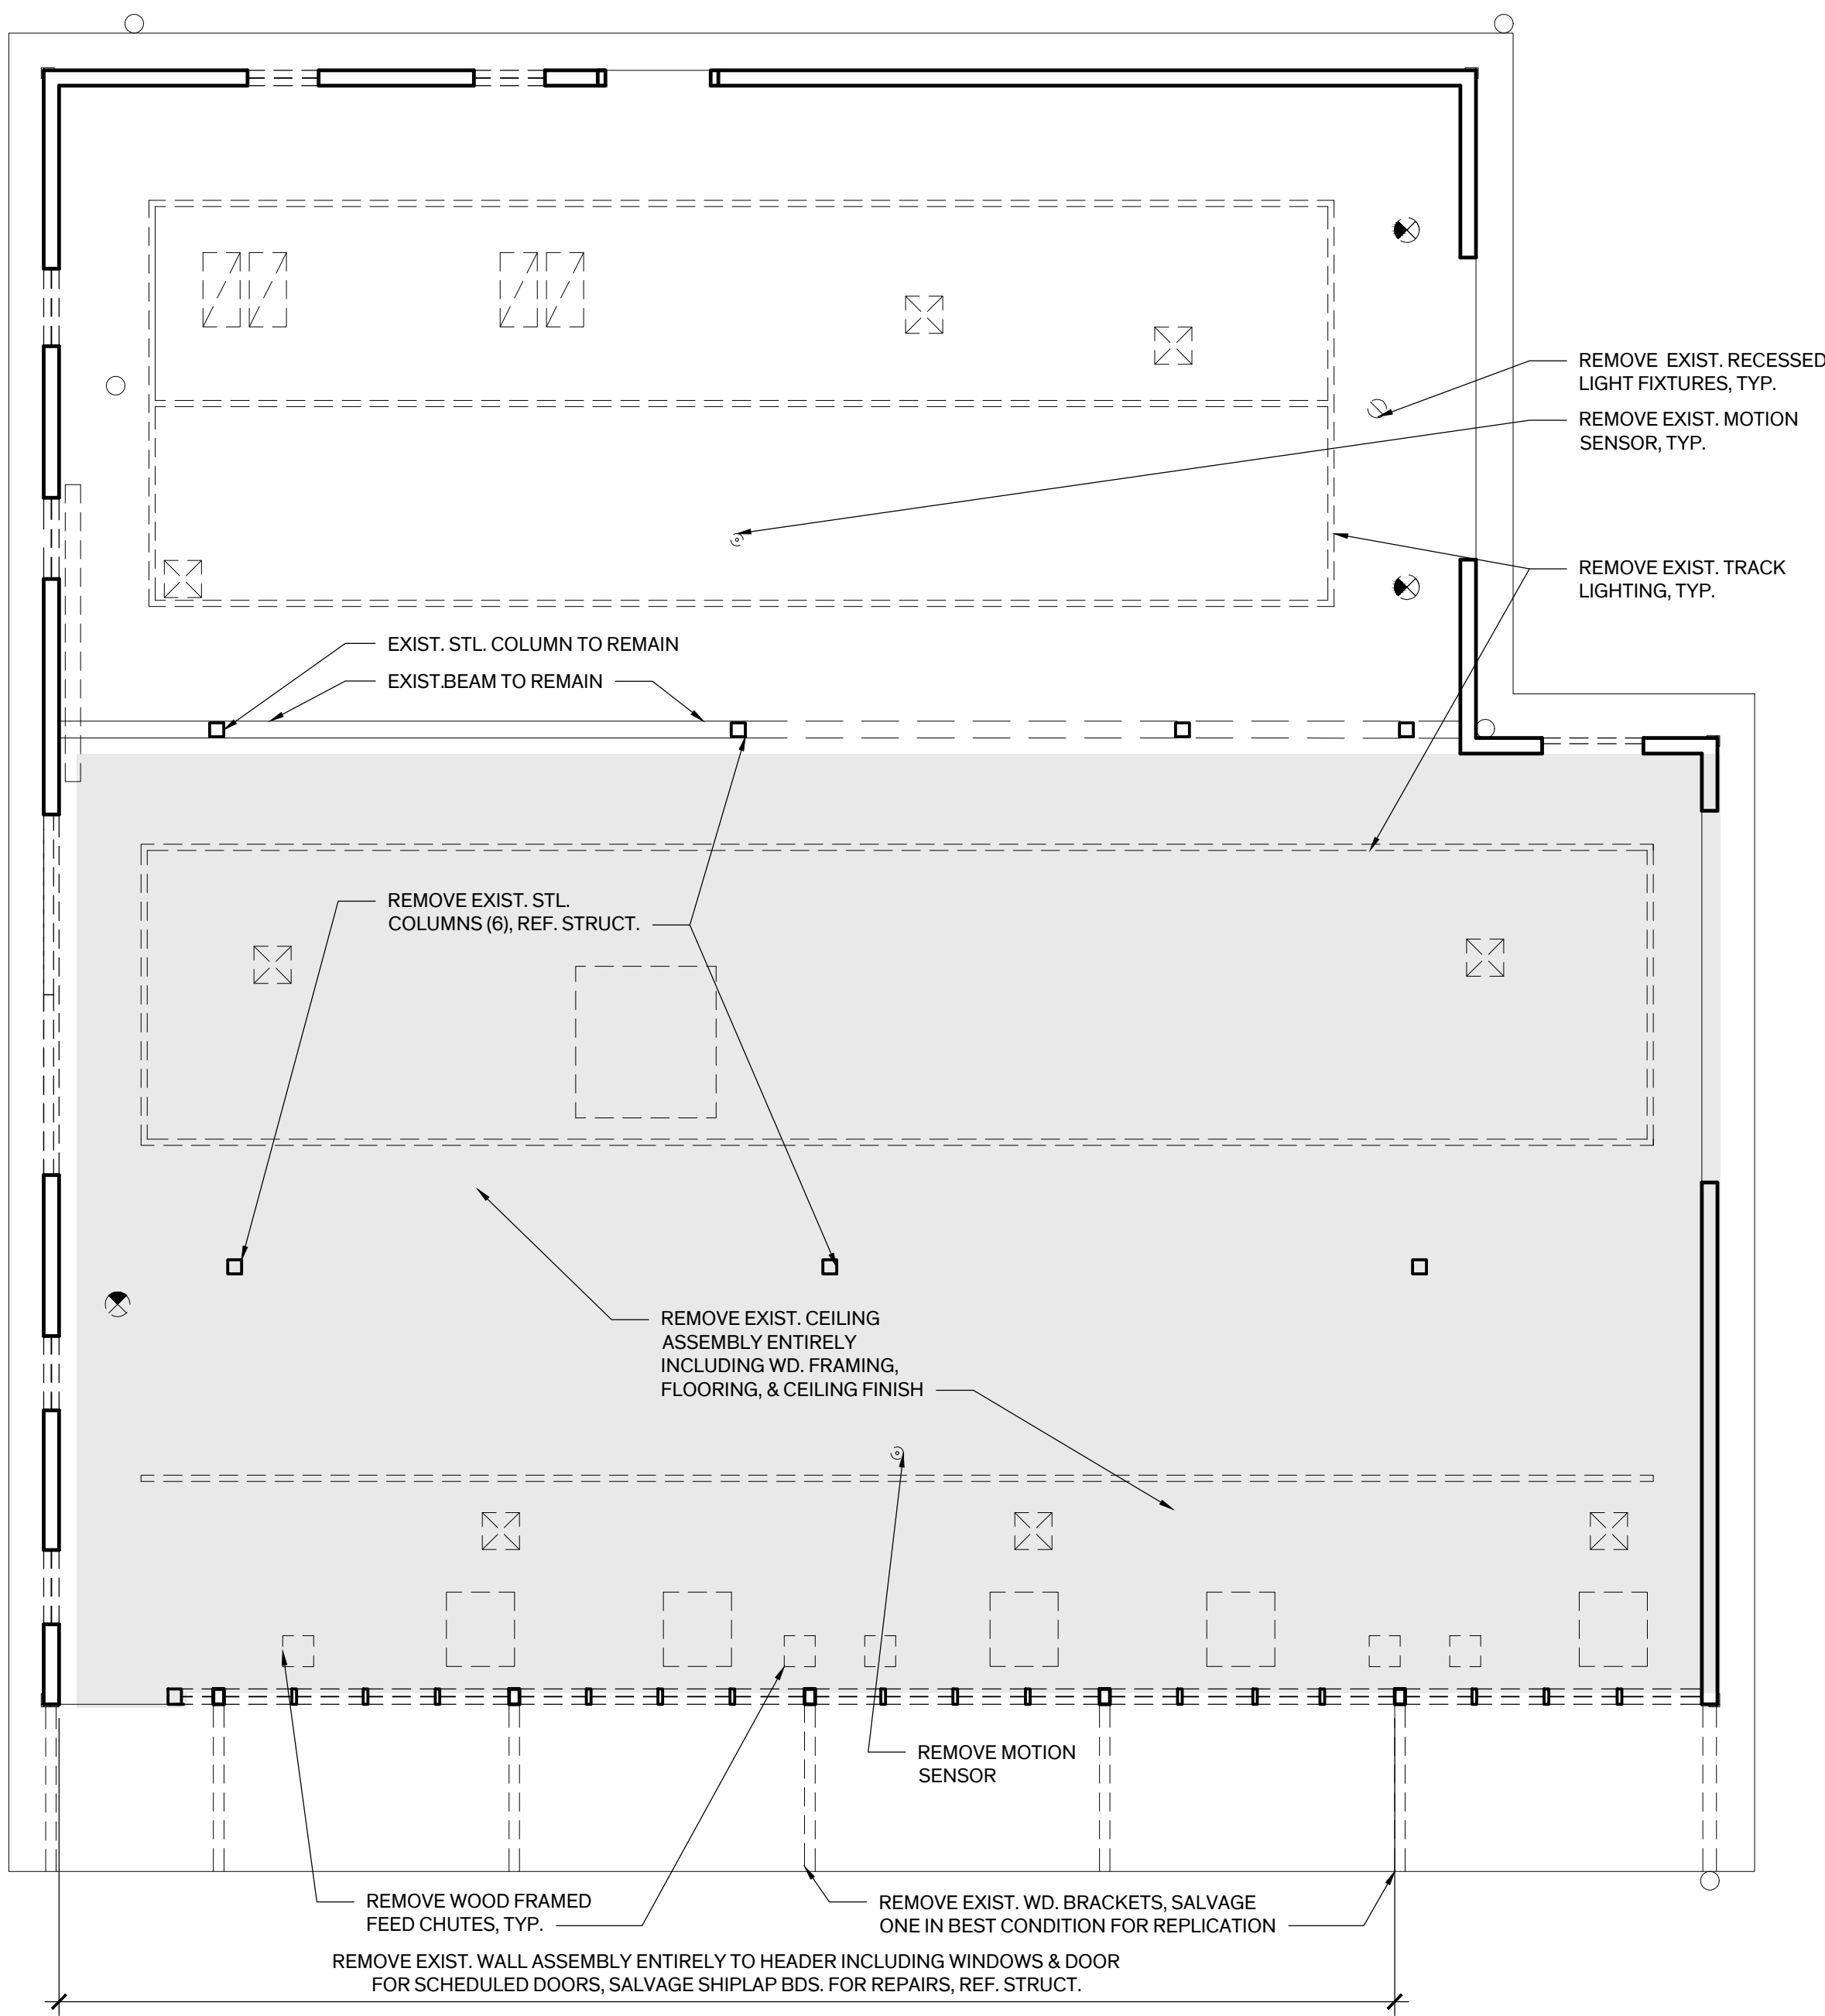 REMOVE EXIST. RECESSED
LIGHT FIXTURES, TYP.
REMOVE EXIST. MOTION
SENSOR, TYP.
REMOVE EXIST. TRACK
LIGHTING, TYP.
EXIST. STL. COLUMN TO REMAIN
EXIST.BEAM TO REMAIN
REMOVE EXIST. STL.
COLUMNS (6), REF. STRUCT.
REMOVE EXIST. CEILING
ASSEMBLY ENTIRELY
INCLUDING WD. FRAMING,
FLOORING, & CEILING FINISH
REMOVE MOTION
SENSOR
REMOVE WOOD FRAMED
FEED CHUTES, TYP.
REMOVE EXIST. WD. BRACKETS, SALVAGE
ONE IN BEST CONDITION FOR REPLICATION
REMOVE EXIST. WALL ASSEMBLY ENTIRELY TO HEADER INCLUDING WINDOWS & DOOR
FOR SCHEDULED DOORS, SALVAGE SHIPLAP BDS. FOR REPAIRS, REF. STRUCT.